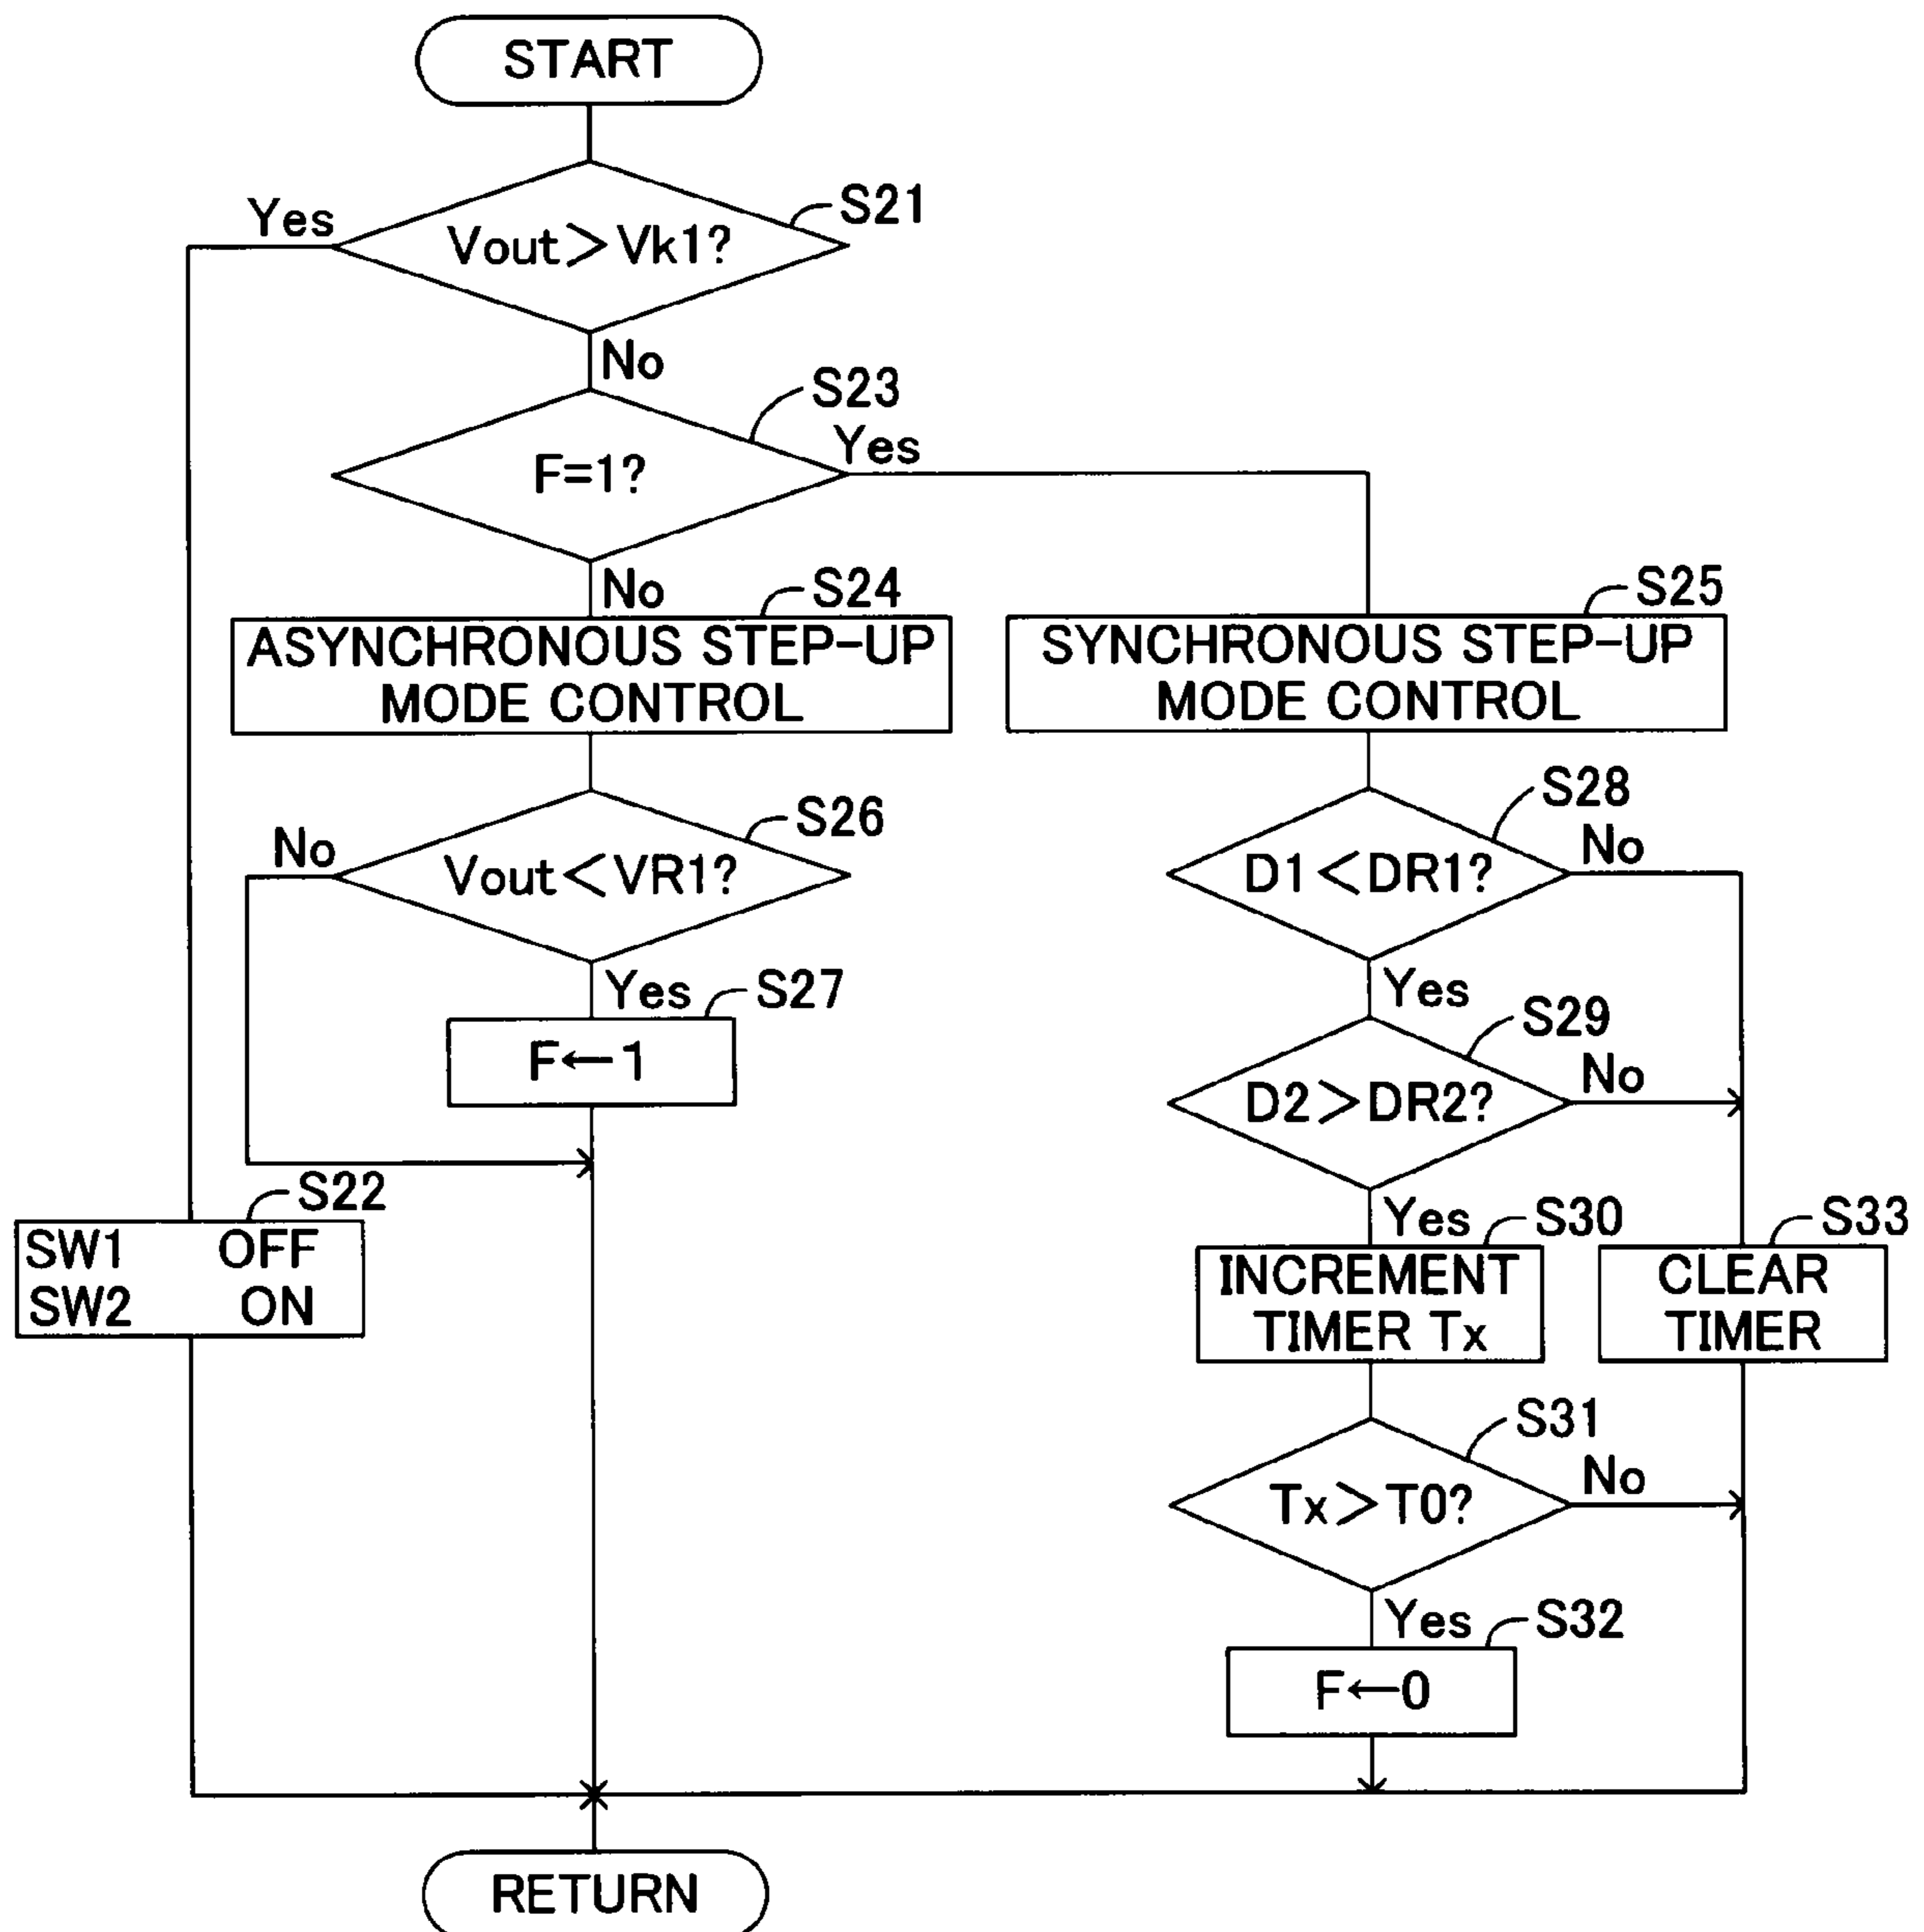 START
S21
Yes
Vout>Vk1?
No
S23
Yes
F=1?
No
S24
ASYNCHRONOUS STEP-UP
MODE CONTROL
S25
SYNCHRONOUS STEP-UP
MODE CONTROL
S26
No
Vout<VR1?
Yes
S27
F←1
S22
SW1 OFF
SW2 ON
S28
No
D1<DR1?
Yes
S29
No
D2>DR2?
Yes
S30
INCREMENT
TIMER Tx
S33
CLEAR
TIMER
S31
No
Tx>T0?
Yes
S32
F←0
RETURN